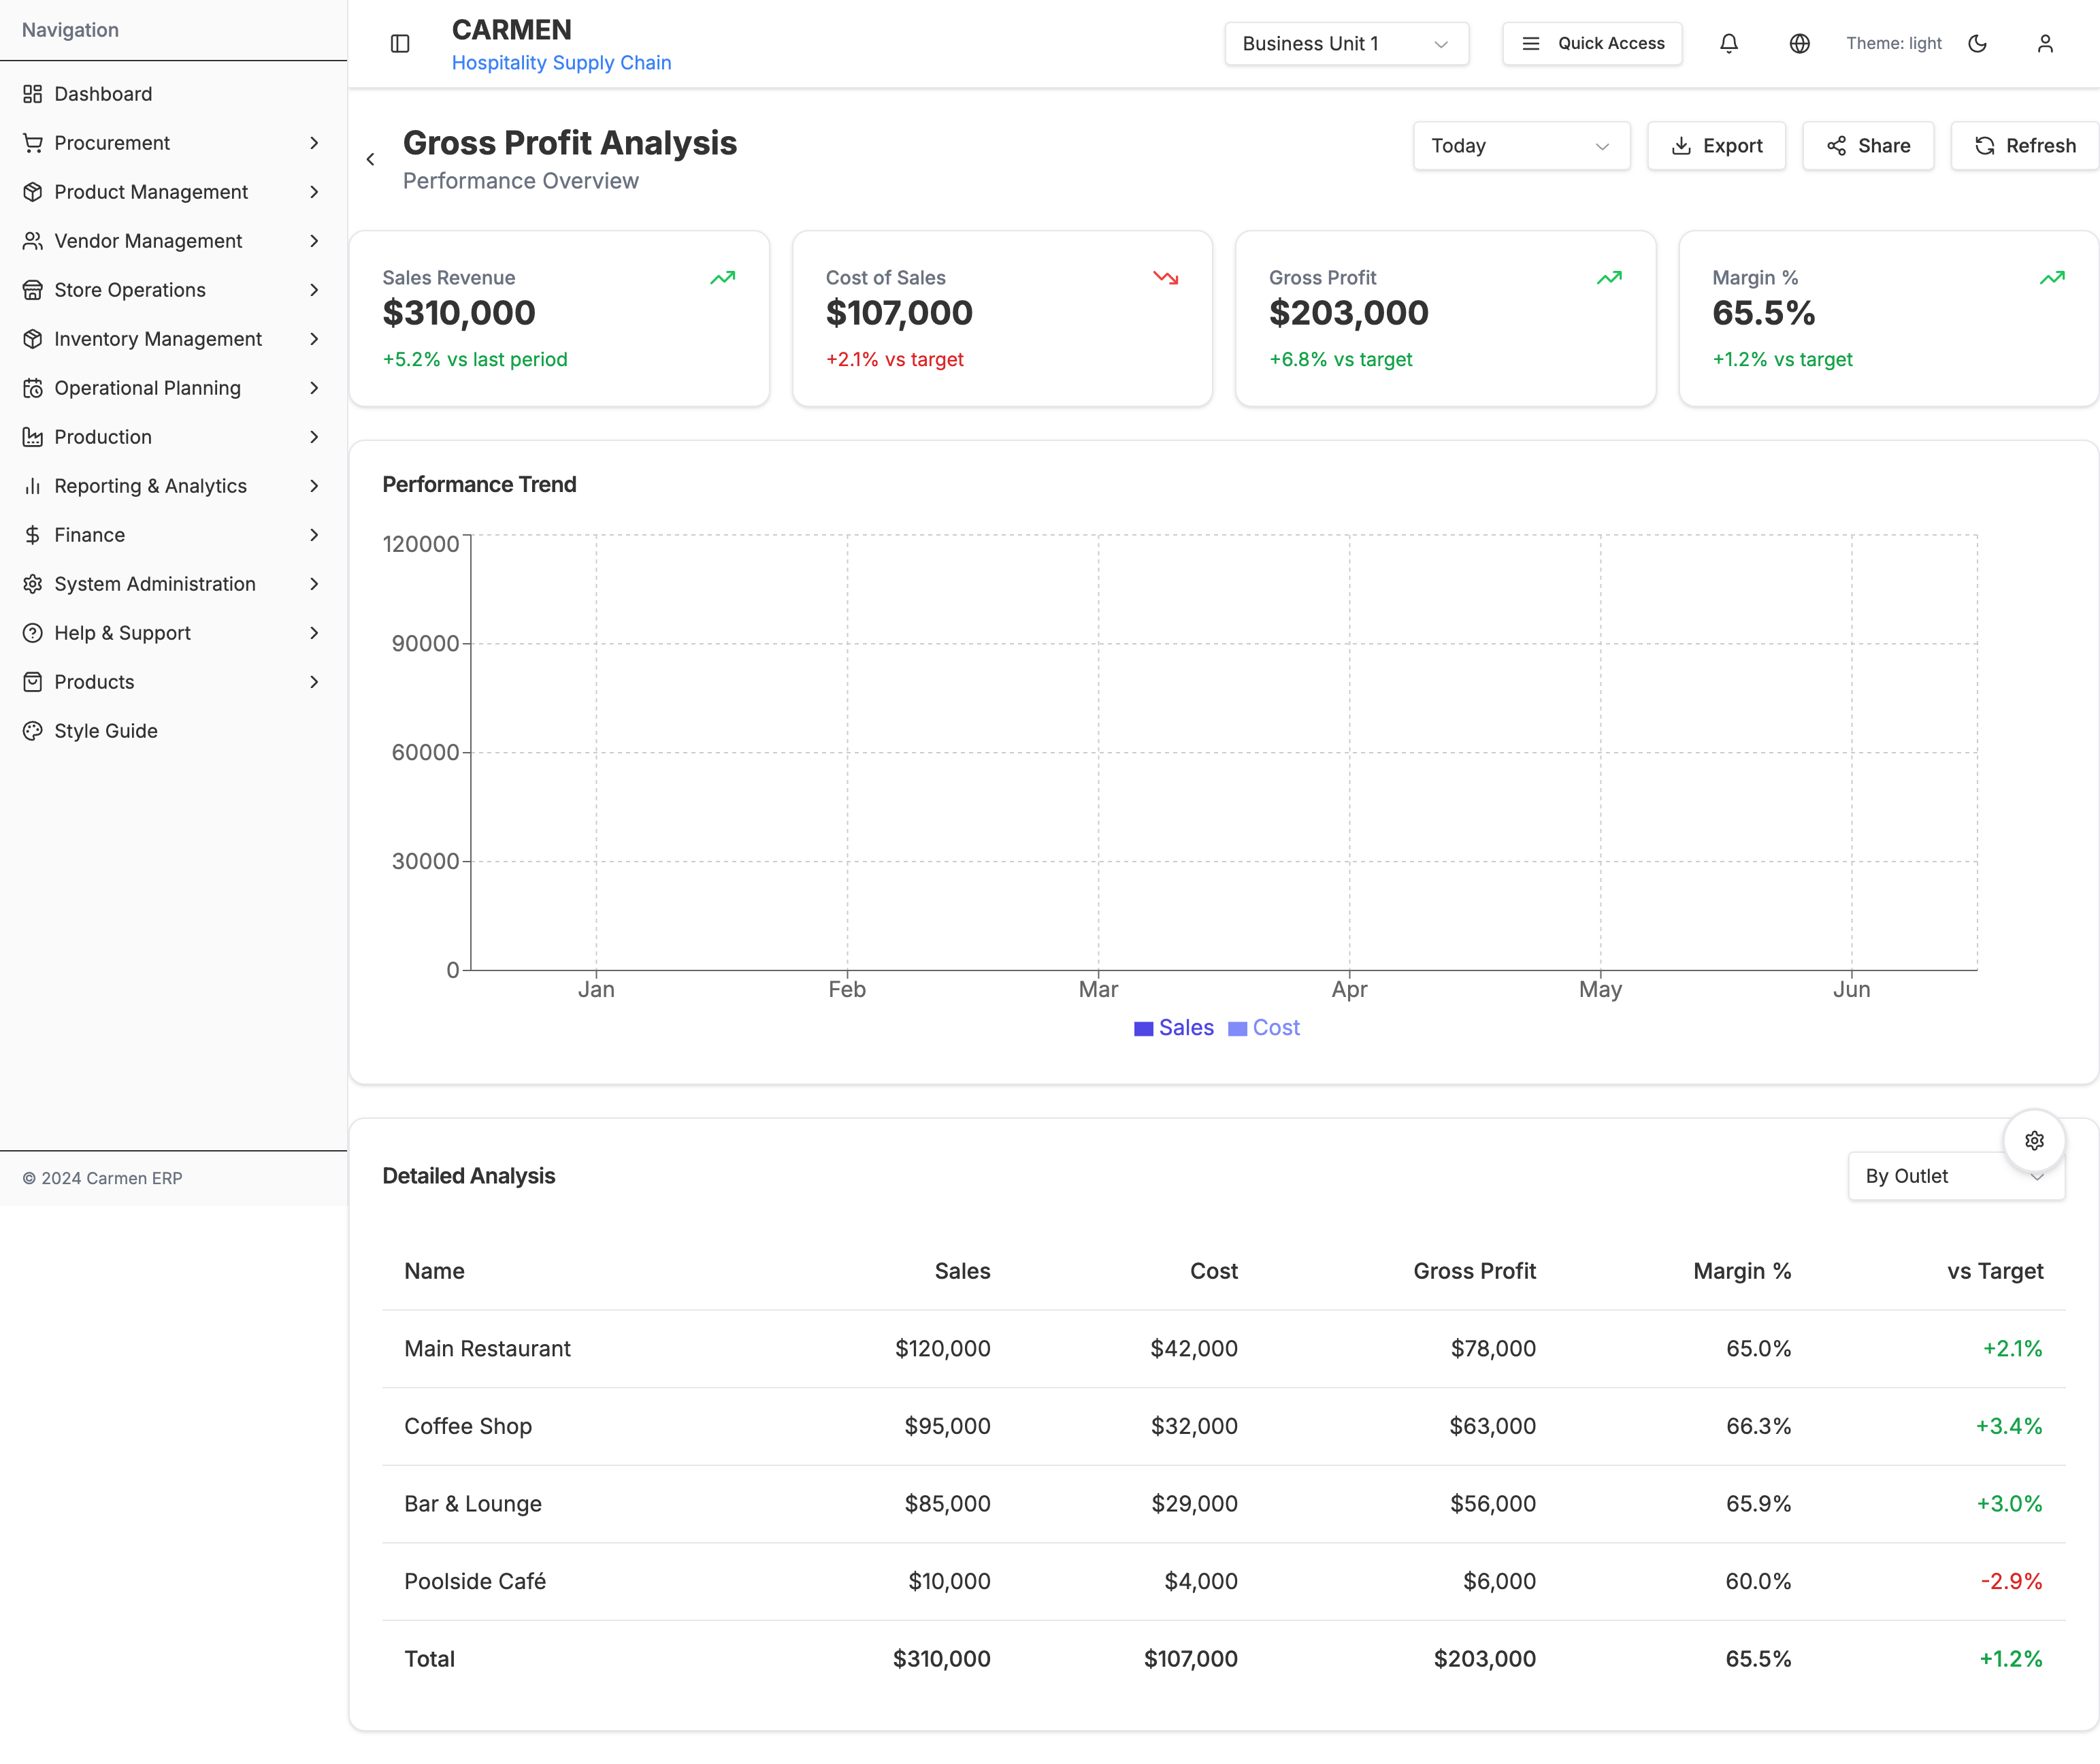 Navigation
Dashboard
Procurement
Product Management
Vendor Management
Store Operations
Inventory Management
Operational Planning
Production
Reporting & Analytics
Finance
System Administration
Help & Support
Products
Style Guide
© 2024 Carmen ERP
CARMEN
Hospitality Supply Chain
Business Unit 1
Quick Access
Theme: light
Gross Profit Analysis
Performance Overview
Today
Export
Share
Refresh
Sales Revenue
$310,000
+5.2% vs last period
Cost of Sales
$107,000
+2.1% vs target
Gross Profit
$203,000
+6.8% vs target
Margin %
65.5%
+1.2% vs target
Performance Trend
120000
90000
60000
30000
0
Jan Feb Mar Apr May Jun
Sales Cost
Detailed Analysis
By Outlet
Name Sales Cost Gross Profit Margin % vs Target
Main Restaurant $120,000 $42,000 $78,000 65.0% +2.1%
Coffee Shop $95,000 $32,000 $63,000 66.3% +3.4%
Bar & Lounge $85,000 $29,000 $56,000 65.9% +3.0%
Poolside Café $10,000 $4,000 $6,000 60.0% -2.9%
Total $310,000 $107,000 $203,000 65.5% +1.2%